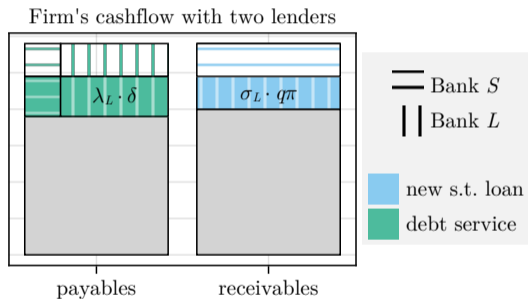 Firm's cashflow with two lenders
λ_L · δ
σ_L · qπ
Bank S
Bank L
new s.t. loan
debt service
payables
receivables